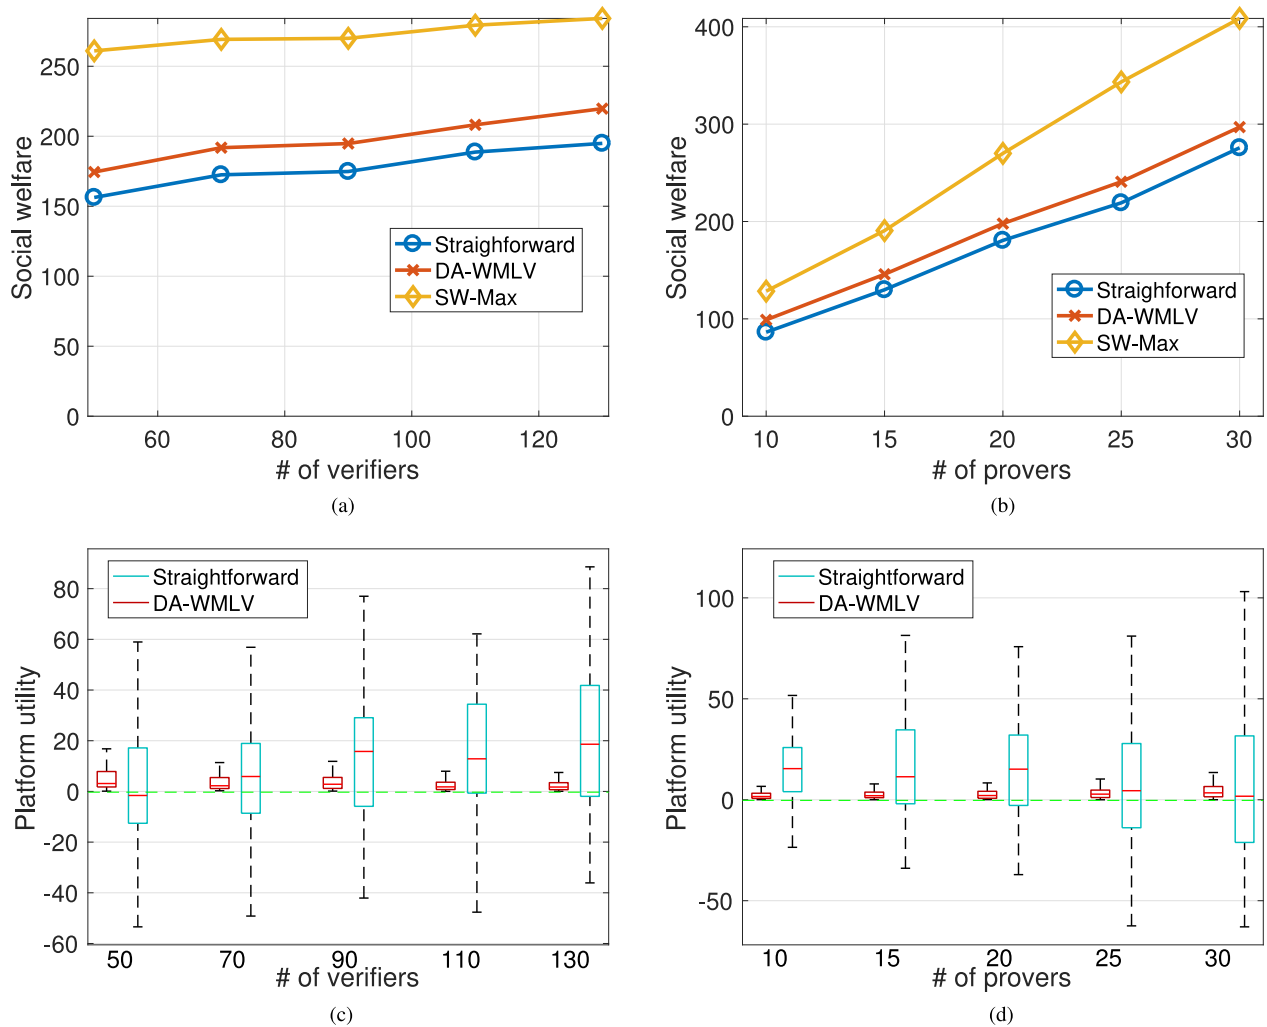 Social welfare
250
200
150
100
50
0
60 80 100 120
# of verifiers
Straighforward
DA-WMLV
SW-Max
(a)
Social welfare
400
300
200
100
0
10 15 20 25 30
# of provers
Straighforward
DA-WMLV
SW-Max
(b)
Platform utility
80
60
40
20
0
-20
-40
-60
50 70 90 110 130
# of verifiers
Straightforward
DA-WMLV
(c)
Platform utility
100
50
0
-50
10 15 20 25 30
# of provers
Straightforward
DA-WMLV
(d)